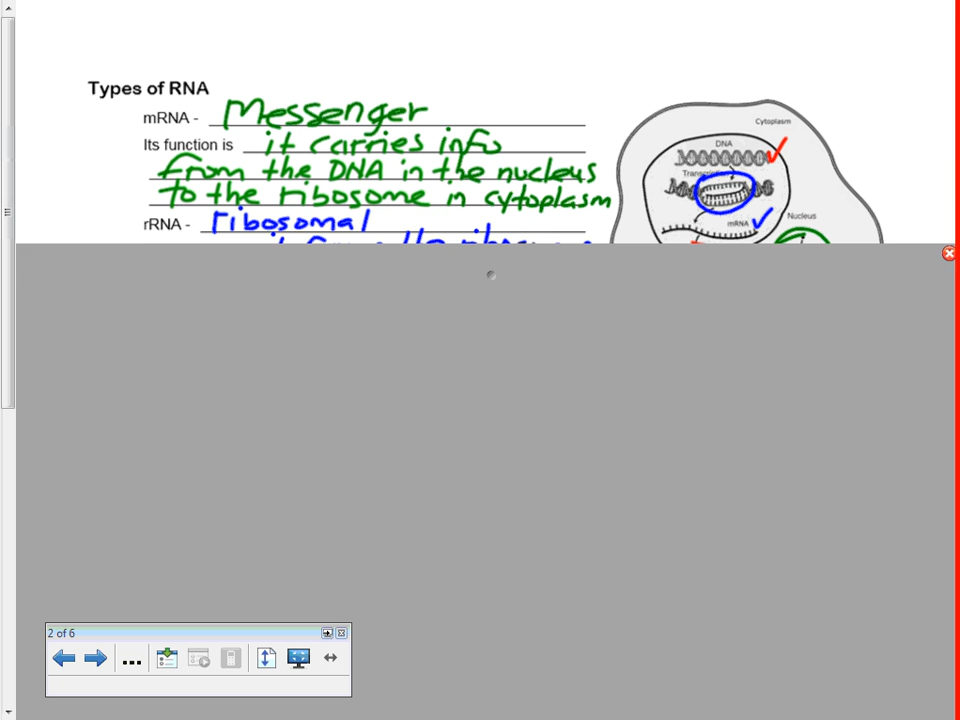 Types of RNA
mRNA - Messenger
Its function is it carries info
from the DNA in the nucleus
to the ribosome in cytoplasm
rRNA - ribosomal
Cytoplasm
DNA
Transcription
mRNA
Nucleus
2 of 6